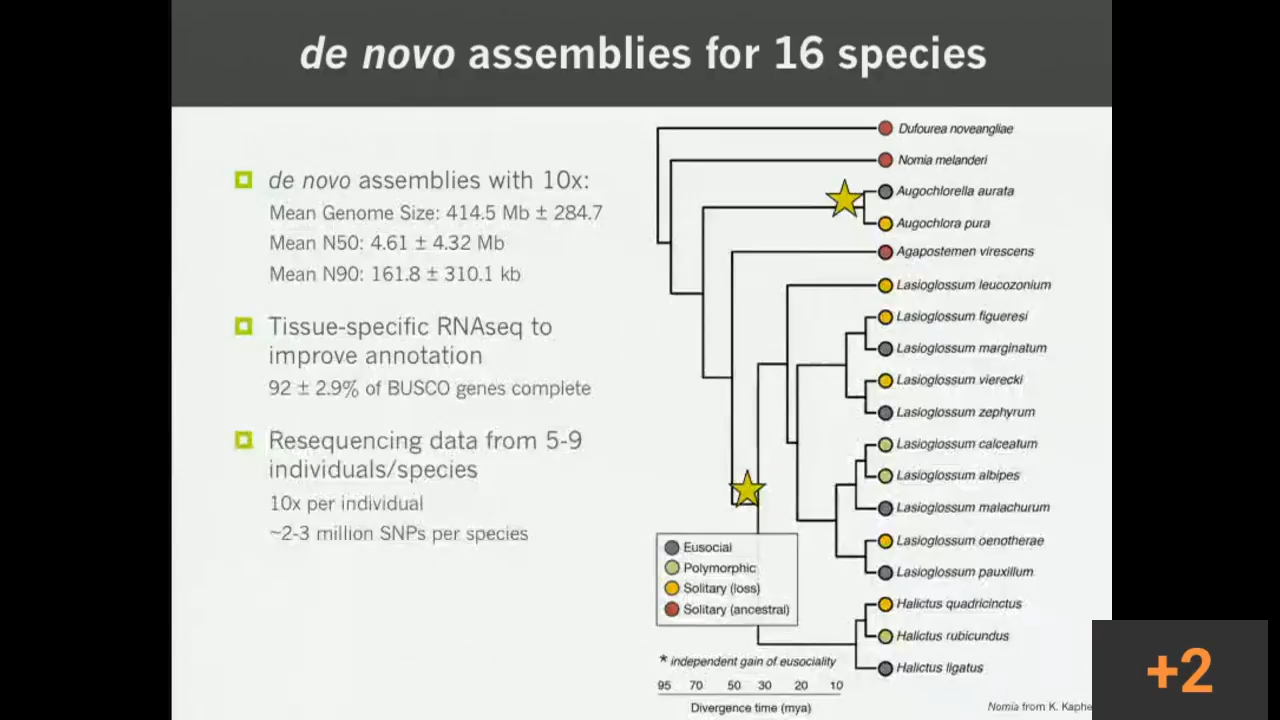 de novo assemblies for 16 species
de novo assemblies with 10x:
Mean Genome Size: 414.5 Mb ± 284.7
Mean N50: 4.61 ± 4.32 Mb
Mean N90: 161.8 ± 310.1 kb
Tissue-specific RNAseq to
improve annotation
92 ± 2.9% of BUSCO genes complete
Resequencing data from 5-9
individuals/species
10x per individual
~2-3 million SNPs per species
Dufourea noveangliae
Nomia melanderi
Augochlorella aurata
Augochlora pura
Agapostemen virescens
Lasioglossum leucozonium
Lasioglossum figueresi
Lasioglossum marginatum
Lasioglossum vierecki
Lasioglossum zephyrum
Lasioglossum calceatum
Lasioglossum albipes
Lasioglossum malachurum
Lasioglossum oenotherae
Lasioglossum pauxillum
Halictus quadricinctus
Halictus rubicundus
Halictus ligatus
Eusocial
Polymorphic
Solitary (loss)
Solitary (ancestral)
* independent gain of eusociality
95 70 50 30 20 10
Divergence time (mya)
Nomia from K. Kaphe
+2